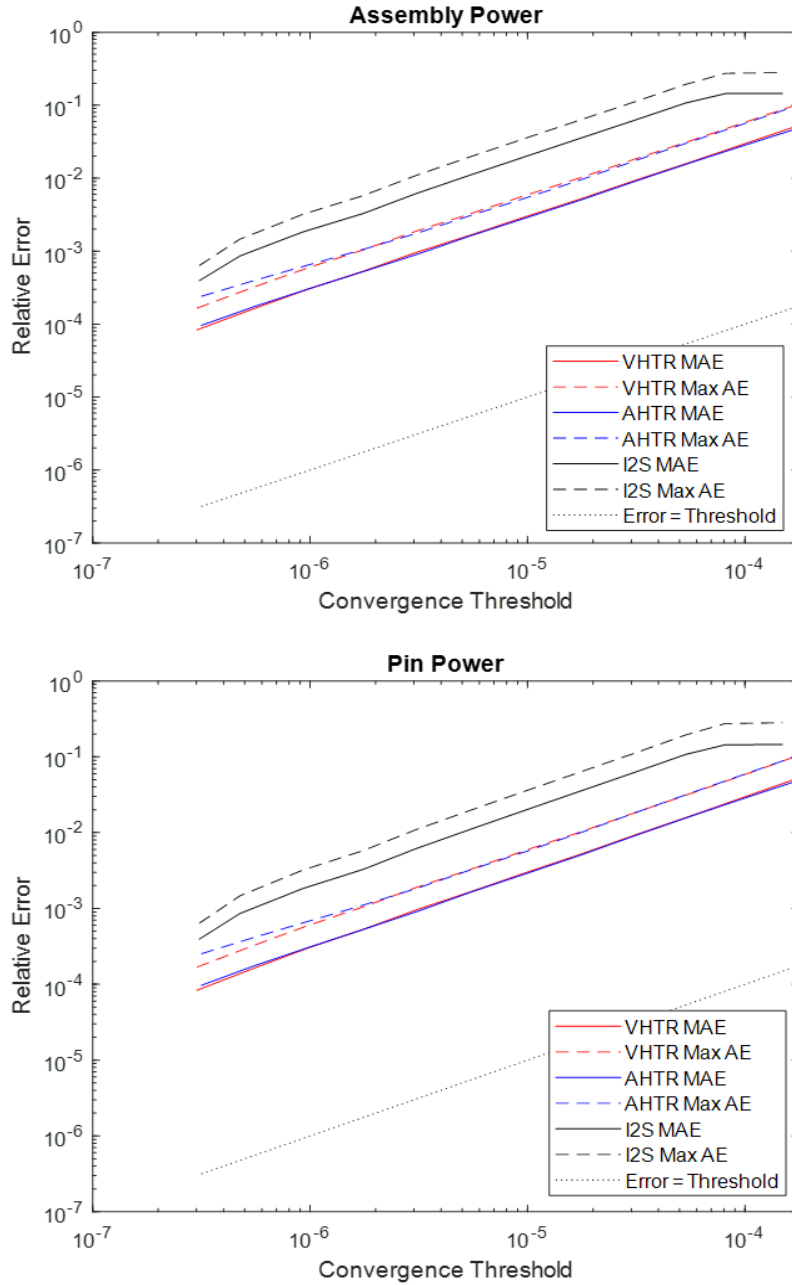 Assembly Power
10^0
10^-1
10^-2
10^-3
10^-4
10^-5
10^-6
10^-7
Relative Error
VHTR MAE
VHTR Max AE
AHTR MAE
AHTR Max AE
I2S MAE
I2S Max AE
Error = Threshold
10^-7 10^-6 10^-5 10^-4
Convergence Threshold
Pin Power
10^0
10^-1
10^-2
10^-3
10^-4
10^-5
10^-6
10^-7
Relative Error
VHTR MAE
VHTR Max AE
AHTR MAE
AHTR Max AE
I2S MAE
I2S Max AE
Error = Threshold
10^-7 10^-6 10^-5 10^-4
Convergence Threshold